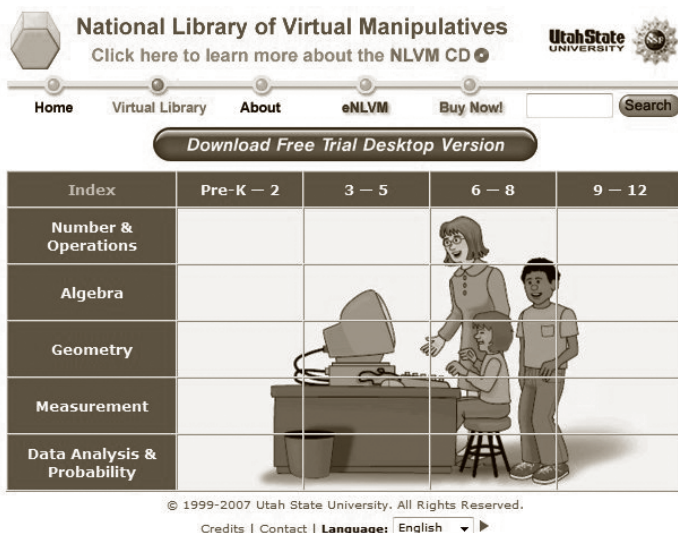 National Library of Virtual Manipulatives
Click here to learn more about the NLVM CD
UtahState
UNIVERSITY
Home Virtual Library About eNLVM Buy Now! Search
Download Free Trial Desktop Version
Index Pre-K — 2 3 — 5 6 — 8 9 — 12
Number &
Operations
Algebra
Geometry
Measurement
Data Analysis &
Probability
© 1999-2007 Utah State University. All Rights Reserved.
Credits | Contact | Language: English